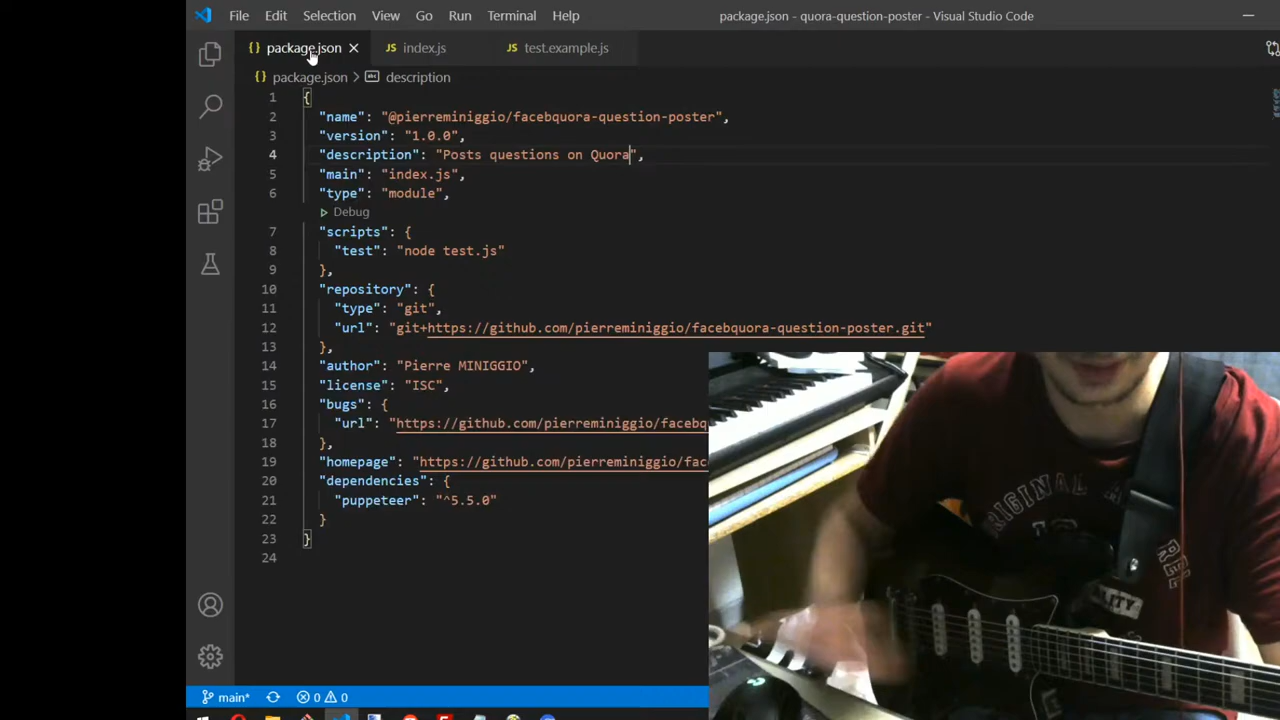 File Edit Selection View Go Run Terminal Help package.json - quora-question-poster - Visual Studio Code
{} package.json × JS index.js JS test.example.js
{} package.json > abc description
1 {
2 "name": "@pierreminiggio/facebquora-question-poster",
3 "version": "1.0.0",
4 "description": "Posts questions on Quora",
5 "main": "index.js",
6 "type": "module",
Debug
7 "scripts": {
8 "test": "node test.js"
9 },
10 "repository": {
11 "type": "git",
12 "url": "git+https://github.com/pierreminiggio/facebquora-question-poster.git"
13 },
14 "author": "Pierre MINIGGIO",
15 "license": "ISC",
16 "bugs": {
17 "url": "https://github.com/pierreminiggio/facebq
18 },
19 "homepage": "https://github.com/pierreminiggio/fac
20 "dependencies": {
21 "puppeteer": "^5.5.0"
22 }
23 }
24
main* 0 0
ORIGINAL
REE